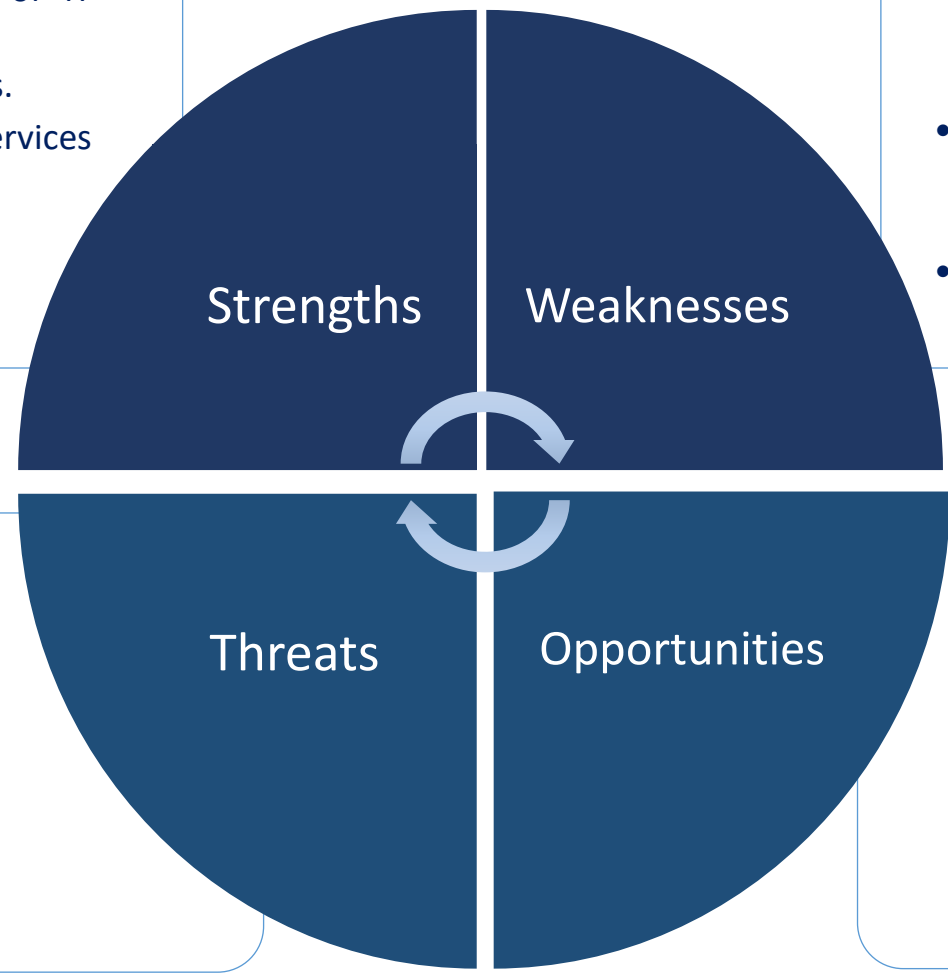 s.
ervices
Strengths
Weaknesses
Threats
Opportunities